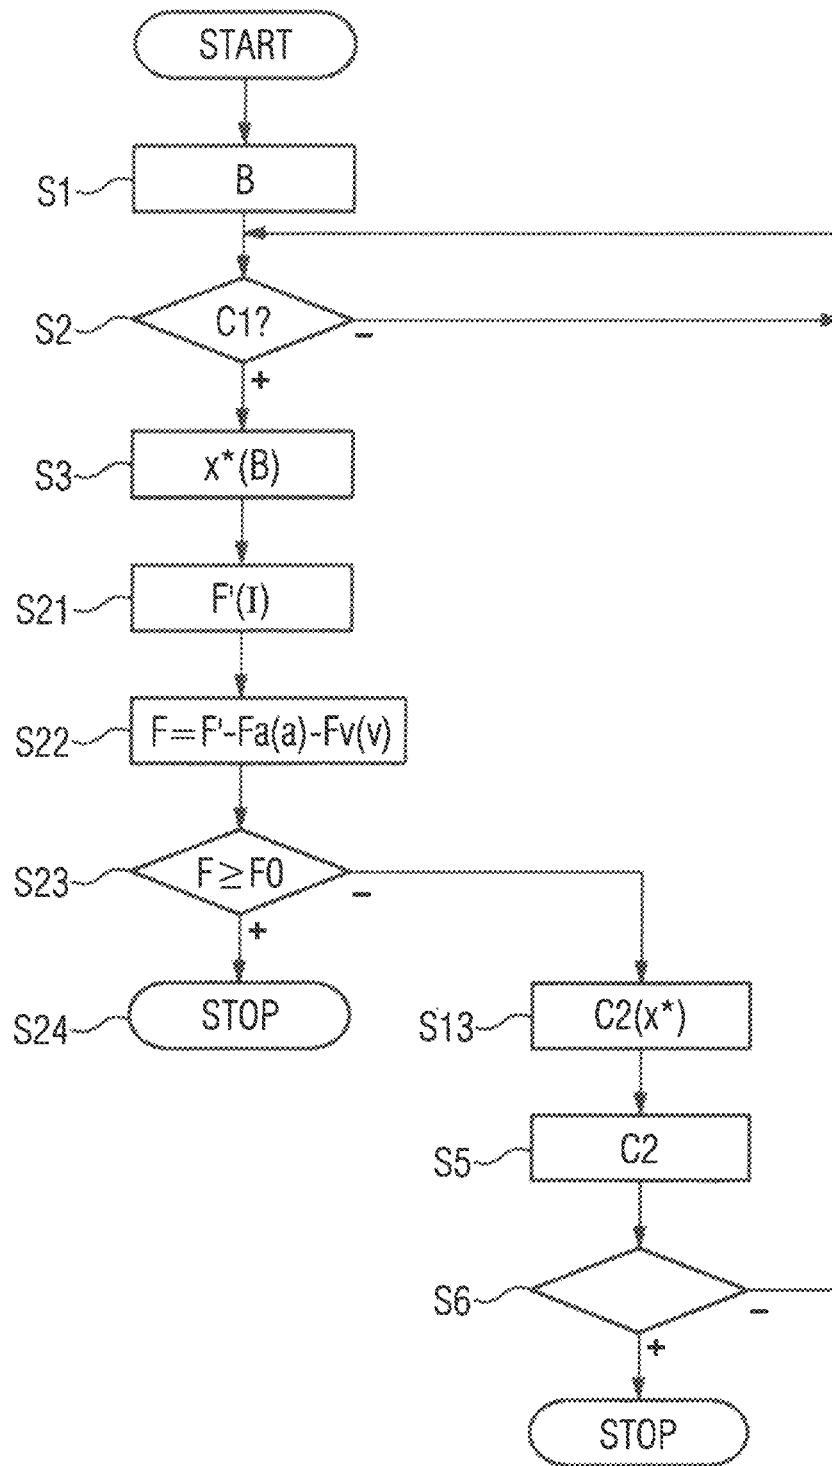 START
S1 B
S2 C1? -
+
S3 x*(B)
S21 F'(I)
S22 F=F'-Fa(a)-Fv(v)
S23 F≥F0 -
+
S24 STOP
S13 C2(x*)
S5 C2
S6 -
+
STOP